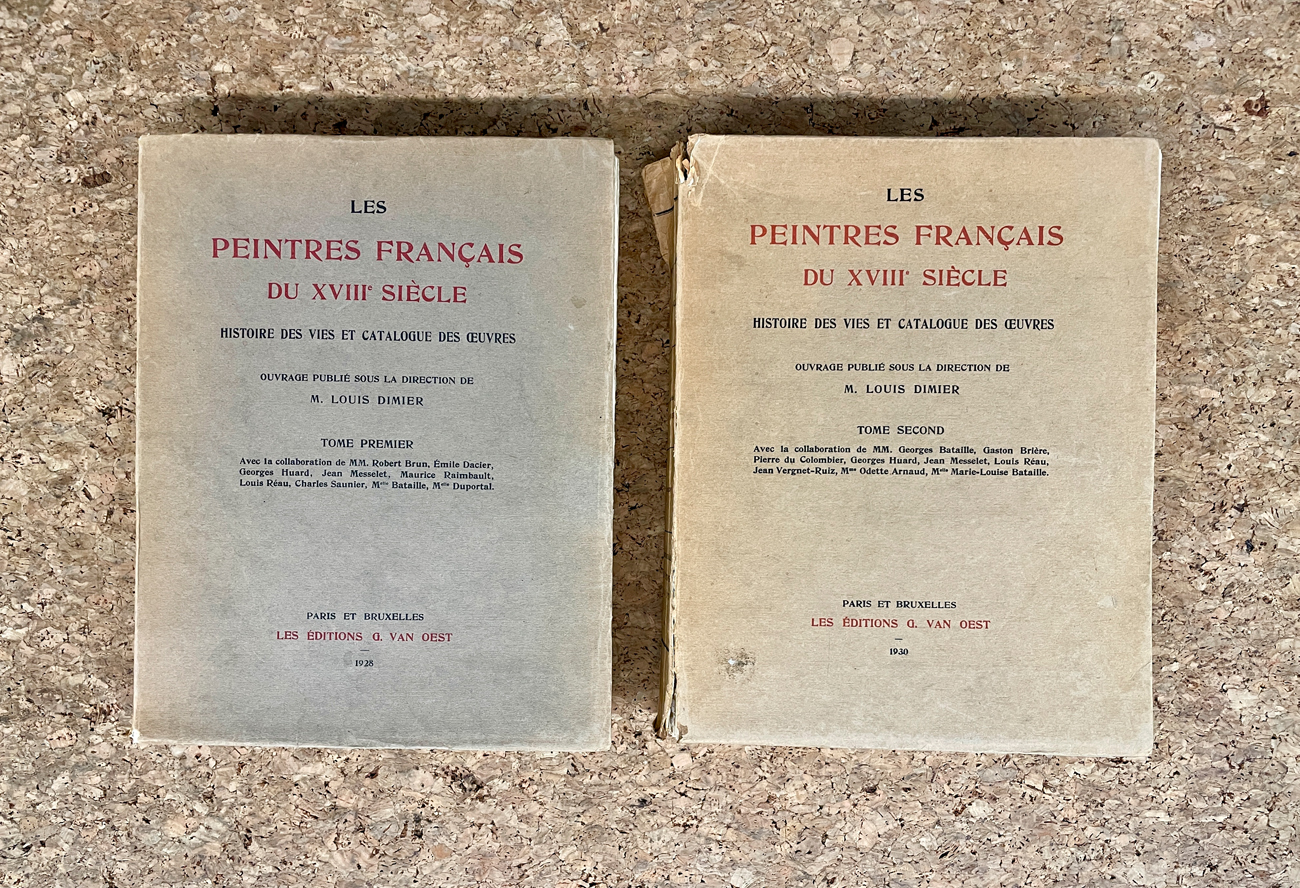 LES
PEINTRES FRANÇAIS
DU XVIIIe SIÈCLE
HISTOIRE DES VIES ET CATALOGUE DES ŒUVRES
OUVRAGE PUBLIÉ SOUS LA DIRECTION DE
M. LOUIS DIMIER
TOME PREMIER
Avec la collaboration de MM. Robert Brun, Émile Dacier,
Georges Huard, Jean Messelet, Maurice Raimbault,
Louis Réau, Charles Saunier, Mlle Bataille, Mlle Duportal.
PARIS ET BRUXELLES
LES ÉDITIONS G. VAN OEST
1928
LES
PEINTRES FRANÇAIS
DU XVIIIe SIÈCLE
HISTOIRE DES VIES ET CATALOGUE DES ŒUVRES
OUVRAGE PUBLIÉ SOUS LA DIRECTION DE
M. LOUIS DIMIER
TOME SECOND
Avec la collaboration de MM. Georges Bataille, Gaston Brière,
Pierre du Colombier, Georges Huard, Jean Messelet, Louis Réau,
Jean Vergnet-Ruiz, Mme Odette Arnaud, Mlle Marie-Louise Bataille.
PARIS ET BRUXELLES
LES ÉDITIONS G. VAN OEST
1930